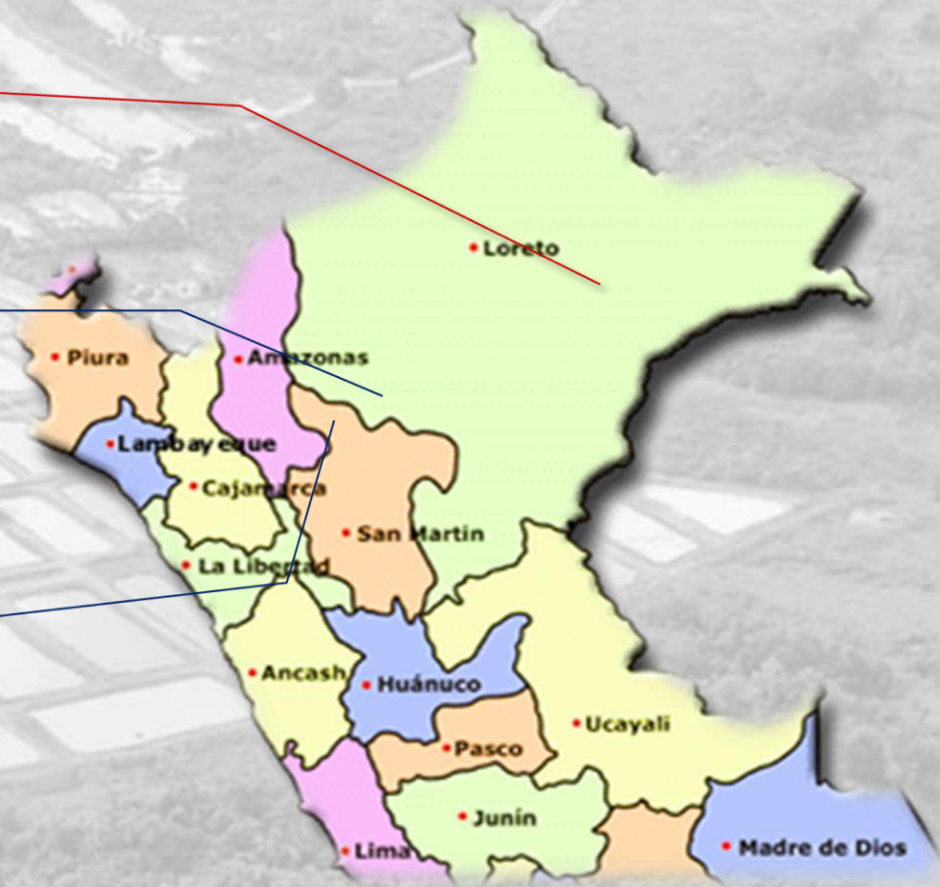 Loreto
Piura
Amazonas
Lambayeque
Cajamarca
San Martin
La Libertad
Ancash
Huánuco
Ucayali
Pasco
Junín
Lima
Madre de Dios